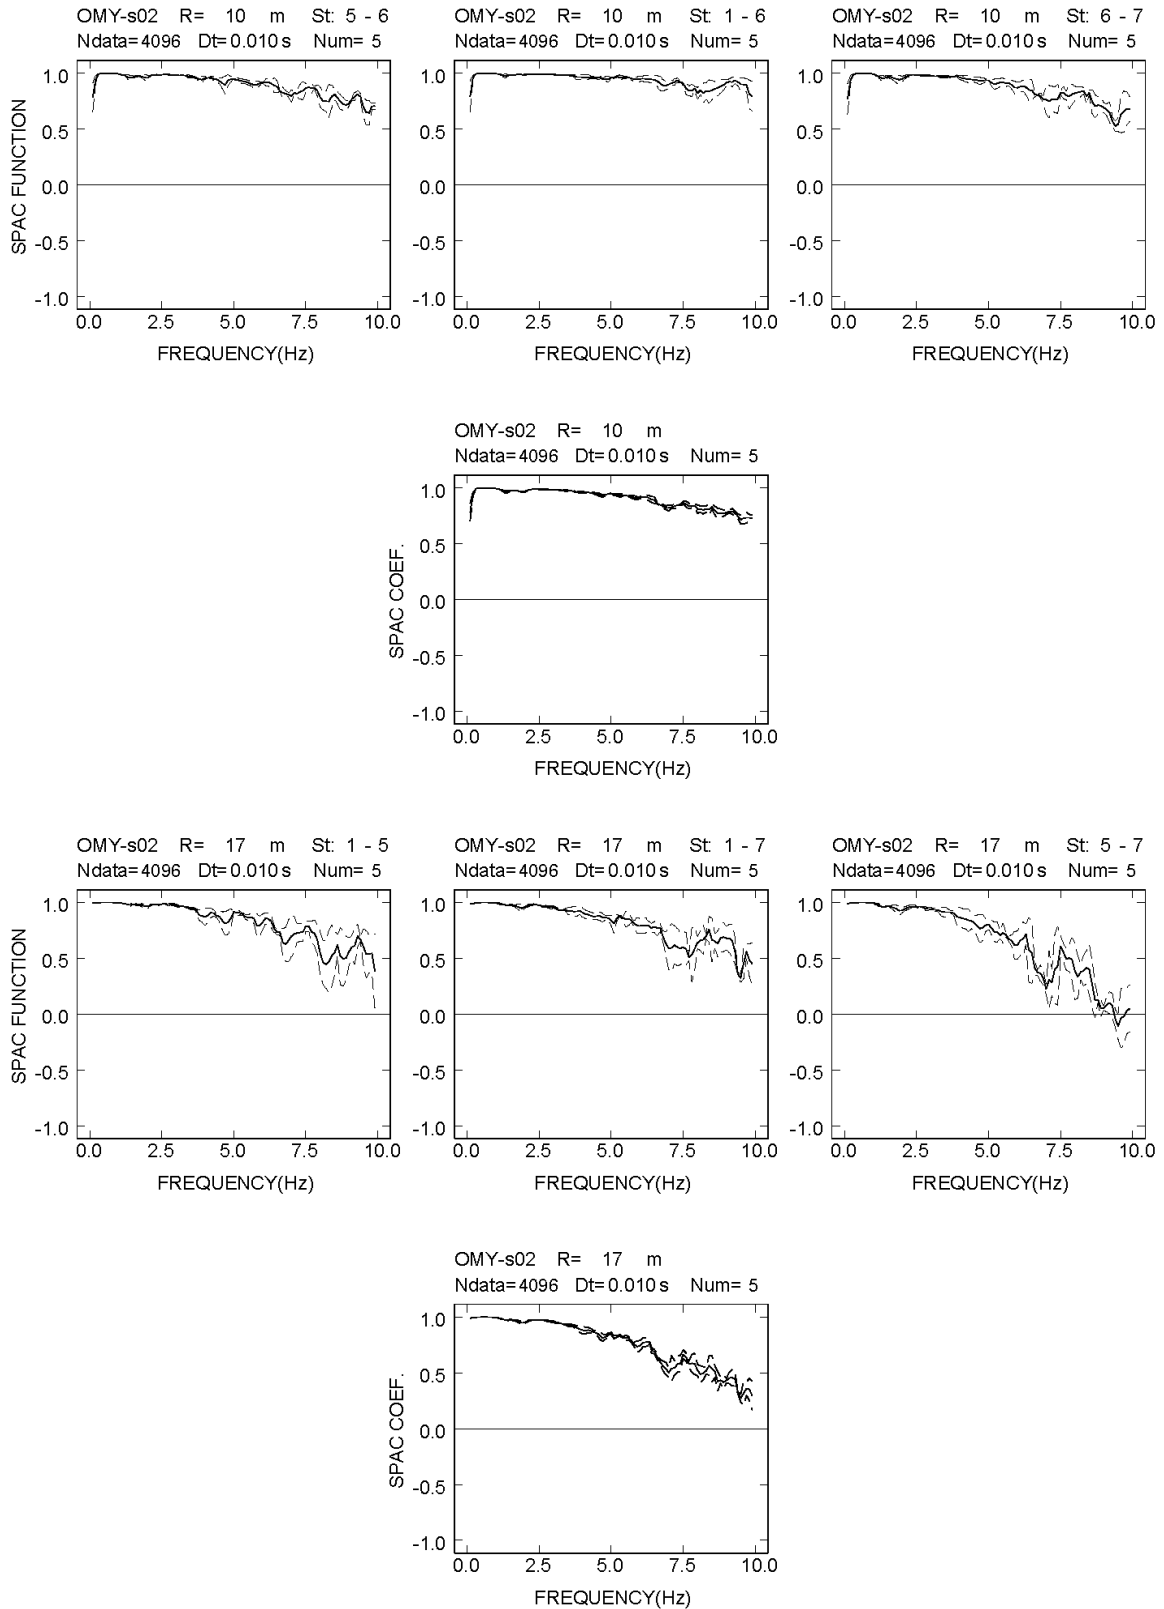 OMY-s02 R= 10 m St: 5 - 6
Ndata=4096 Dt=0.010 s Num= 5
OMY-s02 R= 10 m St: 1 - 6
Ndata=4096 Dt=0.010 s Num= 5
OMY-s02 R= 10 m St: 6 - 7
Ndata=4096 Dt=0.010 s Num= 5
SPAC FUNCTION
1.0
0.5
0.0
-0.5
-1.0
0.0 2.5 5.0 7.5 10.0
FREQUENCY(Hz)
1.0
0.5
0.0
-0.5
-1.0
0.0 2.5 5.0 7.5 10.0
FREQUENCY(Hz)
1.0
0.5
0.0
-0.5
-1.0
0.0 2.5 5.0 7.5 10.0
FREQUENCY(Hz)
OMY-s02 R= 10 m
Ndata=4096 Dt=0.010 s Num= 5
SPAC COEF.
1.0
0.5
0.0
-0.5
-1.0
0.0 2.5 5.0 7.5 10.0
FREQUENCY(Hz)
OMY-s02 R= 17 m St: 1 - 5
Ndata=4096 Dt=0.010 s Num= 5
OMY-s02 R= 17 m St: 1 - 7
Ndata=4096 Dt=0.010 s Num= 5
OMY-s02 R= 17 m St: 5 - 7
Ndata=4096 Dt=0.010 s Num= 5
SPAC FUNCTION
1.0
0.5
0.0
-0.5
-1.0
0.0 2.5 5.0 7.5 10.0
FREQUENCY(Hz)
1.0
0.5
0.0
-0.5
-1.0
0.0 2.5 5.0 7.5 10.0
FREQUENCY(Hz)
1.0
0.5
0.0
-0.5
-1.0
0.0 2.5 5.0 7.5 10.0
FREQUENCY(Hz)
OMY-s02 R= 17 m
Ndata=4096 Dt=0.010 s Num= 5
SPAC COEF.
1.0
0.5
0.0
-0.5
-1.0
0.0 2.5 5.0 7.5 10.0
FREQUENCY(Hz)